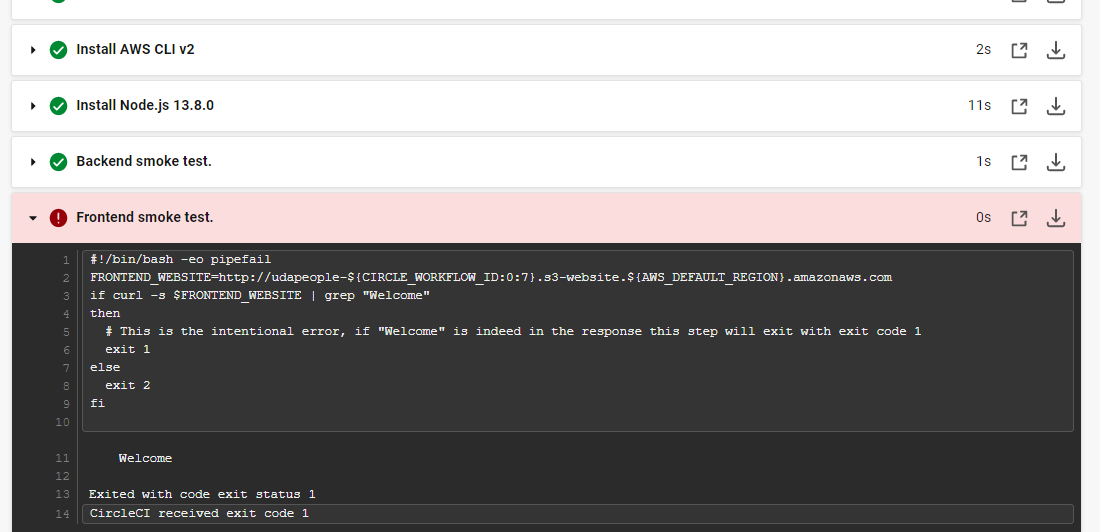 Install AWS CLI v2 2s
Install Node.js 13.8.0 11s
Backend smoke test. 1s
Frontend smoke test. 0s
1 #!/bin/bash -eo pipefail
2 FRONTEND_WEBSITE=http://udapeople-${CIRCLE_WORKFLOW_ID:0:7}.s3-website.${AWS_DEFAULT_REGION}.amazonaws.com
3 if curl -s $FRONTEND_WEBSITE | grep "Welcome"
4 then
5 # This is the intentional error, if "Welcome" is indeed in the response this step will exit with exit code 1
6 exit 1
7 else
8 exit 2
9 fi
10
11 Welcome
12
13 Exited with code exit status 1
14 CircleCI received exit code 1